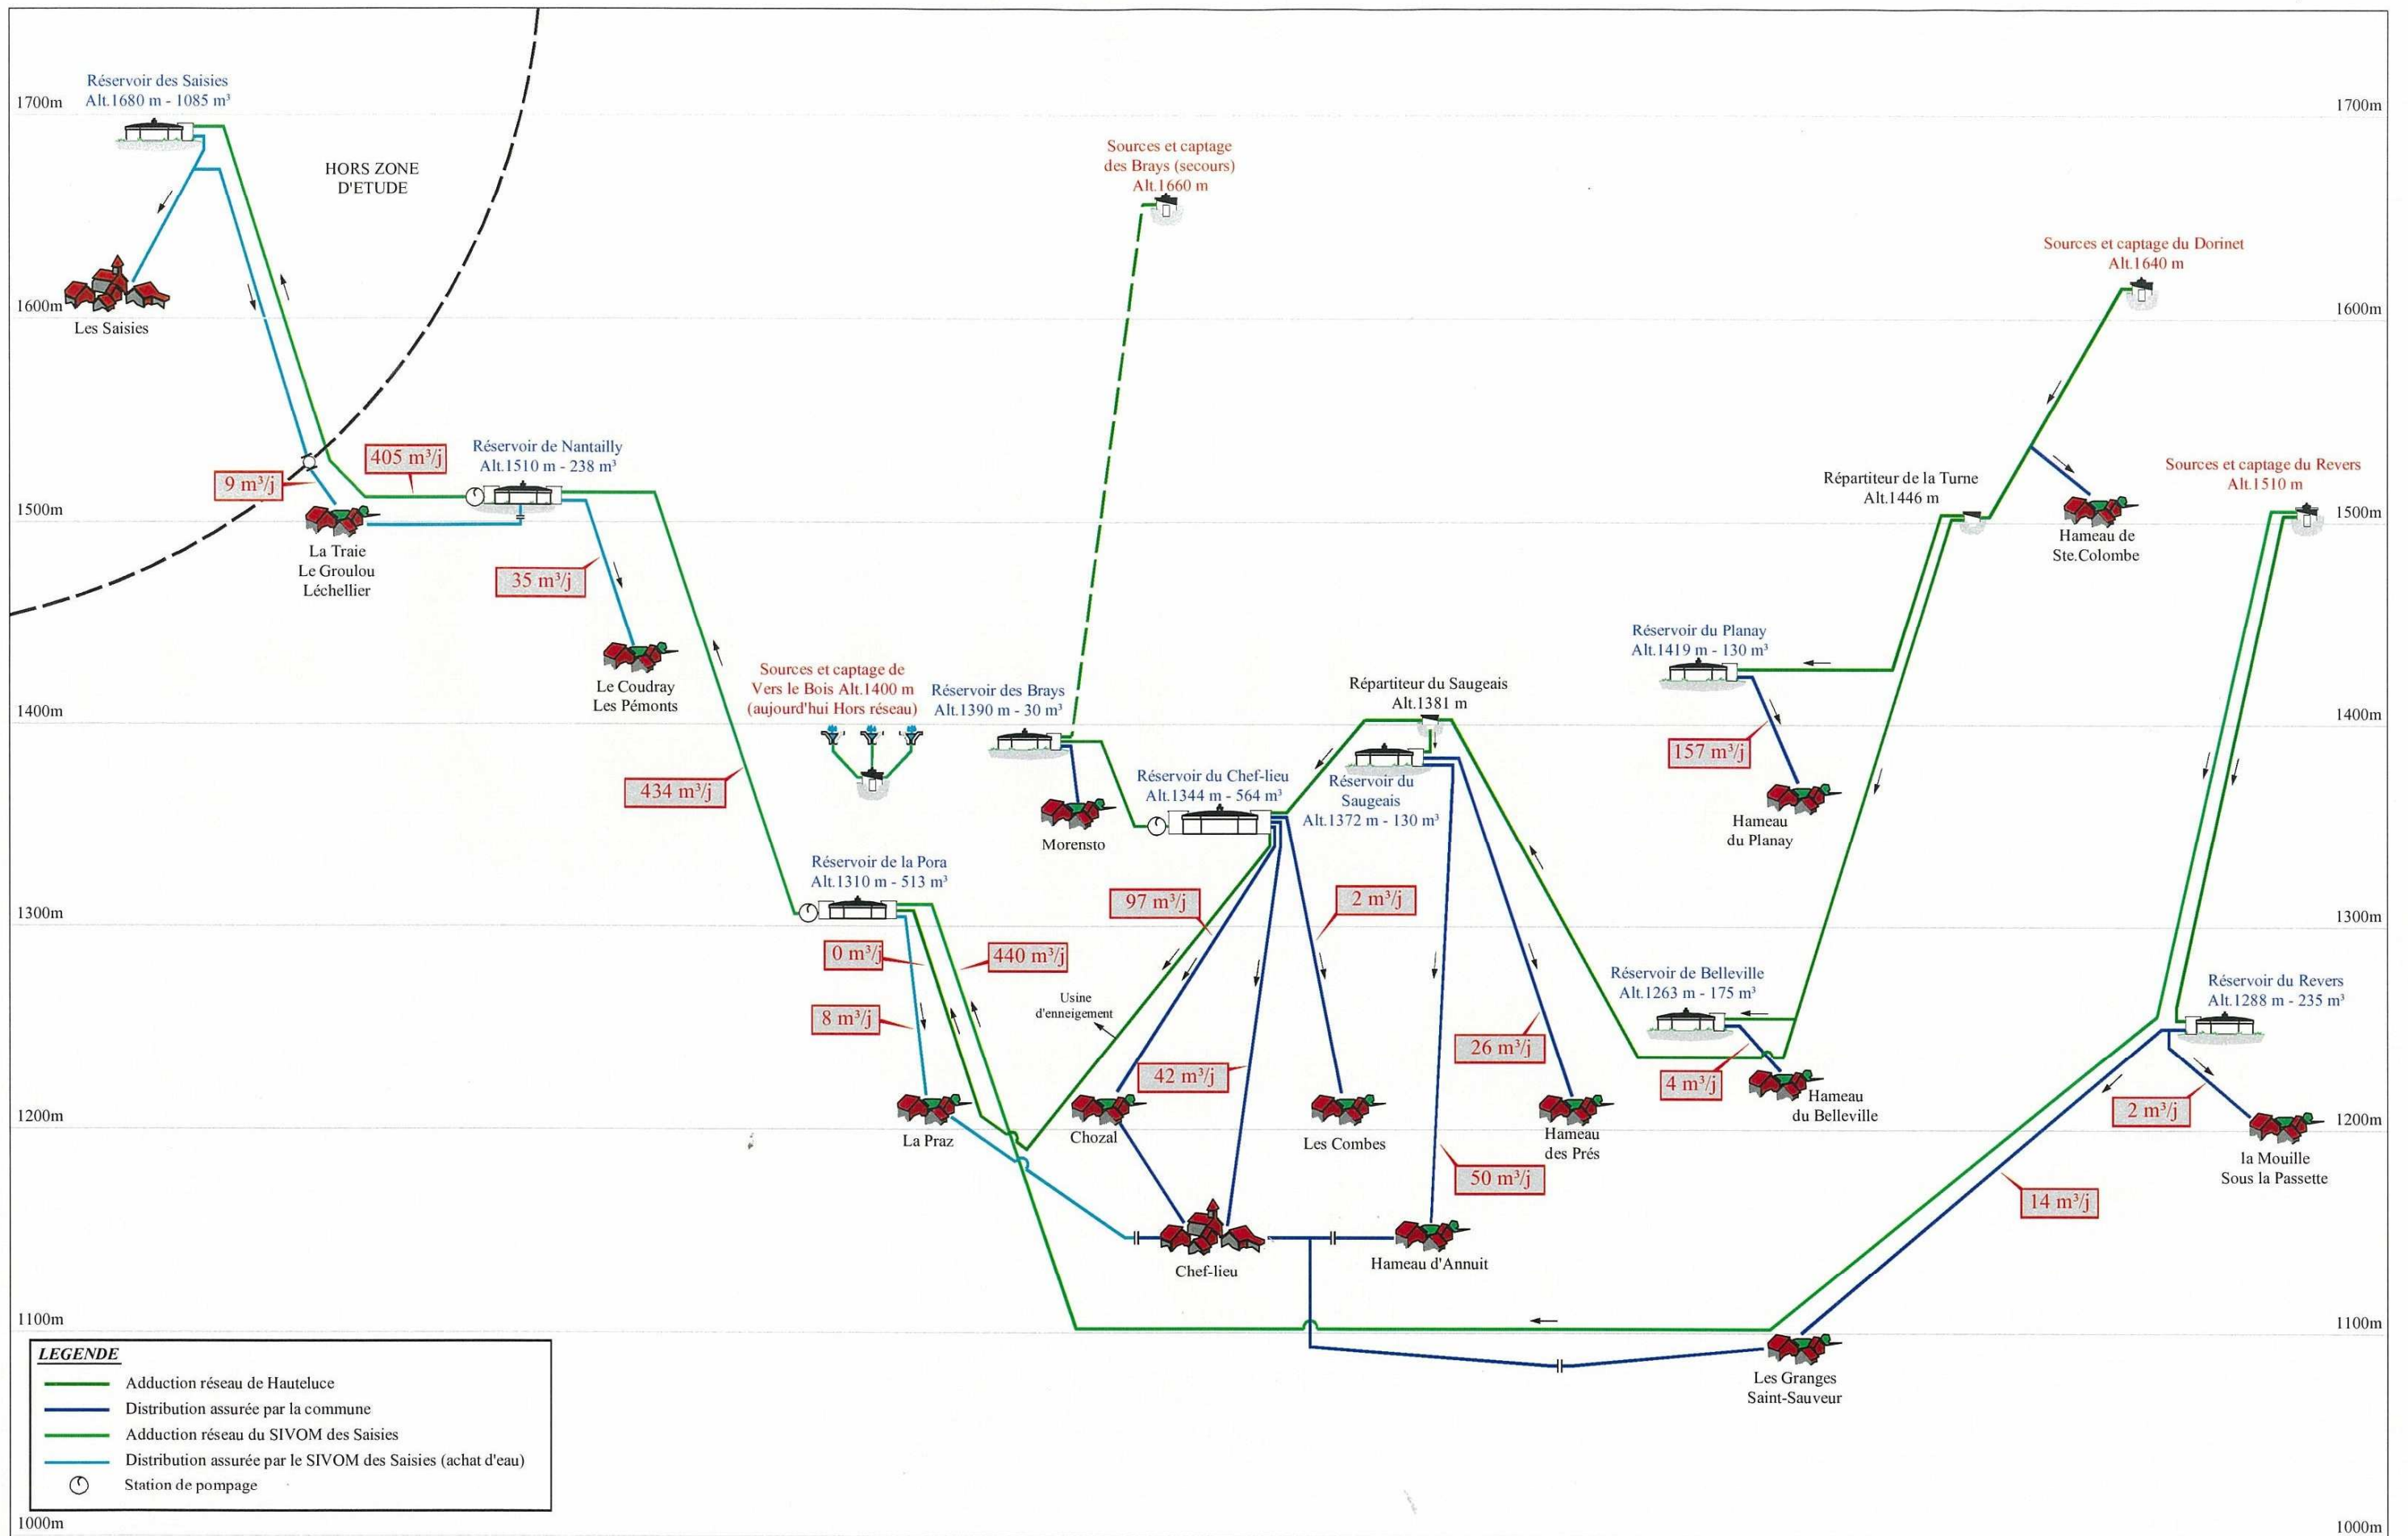 Réservoir des Saisies
Alt.1680 m - 1085 m³
1700m
1700m
HORS ZONE
D'ETUDE
Sources et captage
des Brays (secours)
Alt.1660 m
Sources et captage du Dorinet
Alt.1640 m
1600m
1600m
Les Saisies
405 m³/j
Réservoir de Nantailly
Alt.1510 m - 238 m³
9 m³/j
Répartiteur de la Turne
Alt.1446 m
Sources et captage du Revers
Alt.1510 m
1500m
1500m
La Traie
Le Groulou
Léchellier
Hameau de
Ste.Colombe
35 m³/j
Le Coudray
Les Pémonts
Sources et captage de
Vers le Bois Alt.1400 m
(aujourd'hui Hors réseau)
Réservoir des Brays
Alt.1390 m - 30 m³
Répartiteur du Saugeais
Alt.1381 m
Réservoir du Planay
Alt.1419 m - 130 m³
1400m
1400m
157 m³/j
434 m³/j
Réservoir du Chef-lieu
Alt.1344 m - 564 m³
Réservoir du
Saugeais
Alt.1372 m - 130 m³
Morensto
Hameau
du Planay
Réservoir de la Pora
Alt.1310 m - 513 m³
97 m³/j
2 m³/j
1300m
1300m
0 m³/j
440 m³/j
8 m³/j
Usine
d'enneigement
Réservoir de Belleville
Alt.1263 m - 175 m³
Réservoir du Revers
Alt.1288 m - 235 m³
42 m³/j
26 m³/j
4 m³/j
2 m³/j
Hameau
du Belleville
1200m
1200m
La Praz
Chozal
Les Combes
Hameau
des Prés
la Mouille
Sous la Passette
50 m³/j
14 m³/j
Chef-lieu
Hameau d'Annuit
1100m
1100m
Les Granges
Saint-Sauveur
LEGENDE
Adduction réseau de Hauteluce
Distribution assurée par la commune
Adduction réseau du SIVOM des Saisies
Distribution assurée par le SIVOM des Saisies (achat d'eau)
Station de pompage
1000m
1000m